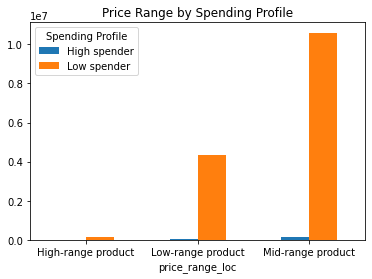 Price Range by Spending Profile
1e7
Spending Profile
High spender
Low spender
1.0
0.8
0.6
0.4
0.2
0.0
High-range product Low-range product Mid-range product
price_range_loc